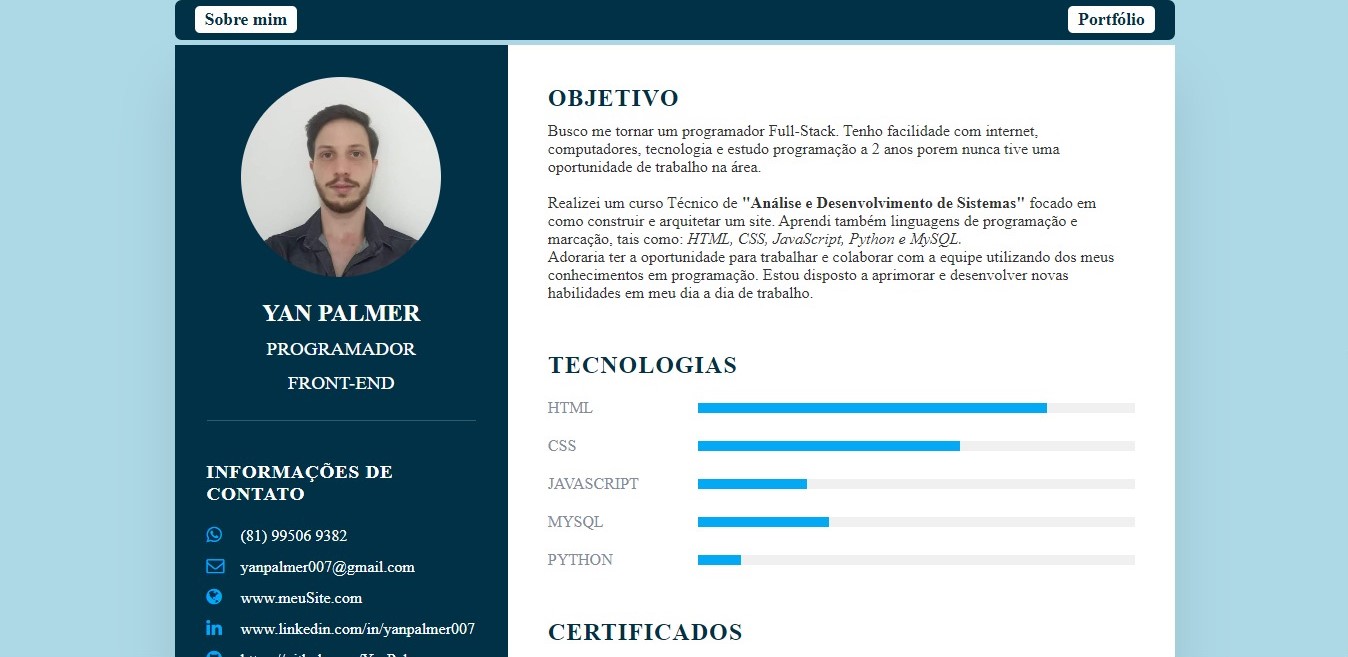 Sobre mim
Portfólio
YAN PALMER
PROGRAMADOR
FRONT-END
INFORMAÇÕES DE
CONTATO
(81) 99506 9382
yanpalmer007@gmail.com
www.meuSite.com
www.linkedin.com/in/yanpalmer007
OBJETIVO
Busco me tornar um programador Full-Stack. Tenho facilidade com internet,
computadores, tecnologia e estudo programação a 2 anos porem nunca tive uma
oportunidade de trabalho na área.
Realizei um curso Técnico de "Análise e Desenvolvimento de Sistemas" focado em
como construir e arquitetar um site. Aprendi também linguagens de programação e
marcação, tais como: HTML, CSS, JavaScript, Python e MySQL.
Adoraria ter a oportunidade para trabalhar e colaborar com a equipe utilizando dos meus
conhecimentos em programação. Estou disposto a aprimorar e desenvolver novas
habilidades em meu dia a dia de trabalho.
TECNOLOGIAS
HTML
CSS
JAVASCRIPT
MYSQL
PYTHON
CERTIFICADOS